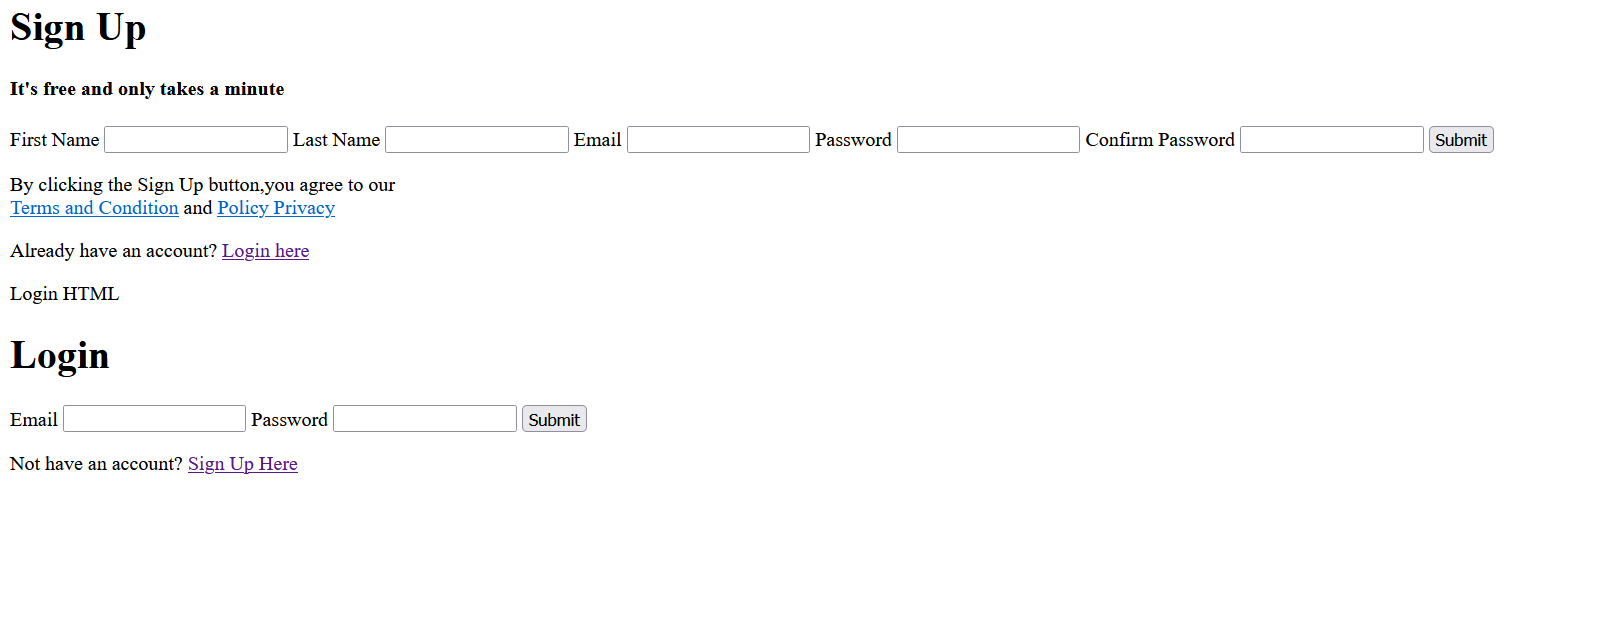 Sign Up
It's free and only takes a minute
First Name Last Name Email Password Confirm Password Submit
By clicking the Sign Up button,you agree to our
Terms and Condition and Policy Privacy
Already have an account? Login here
Login HTML
Login
Email Password Submit
Not have an account? Sign Up Here